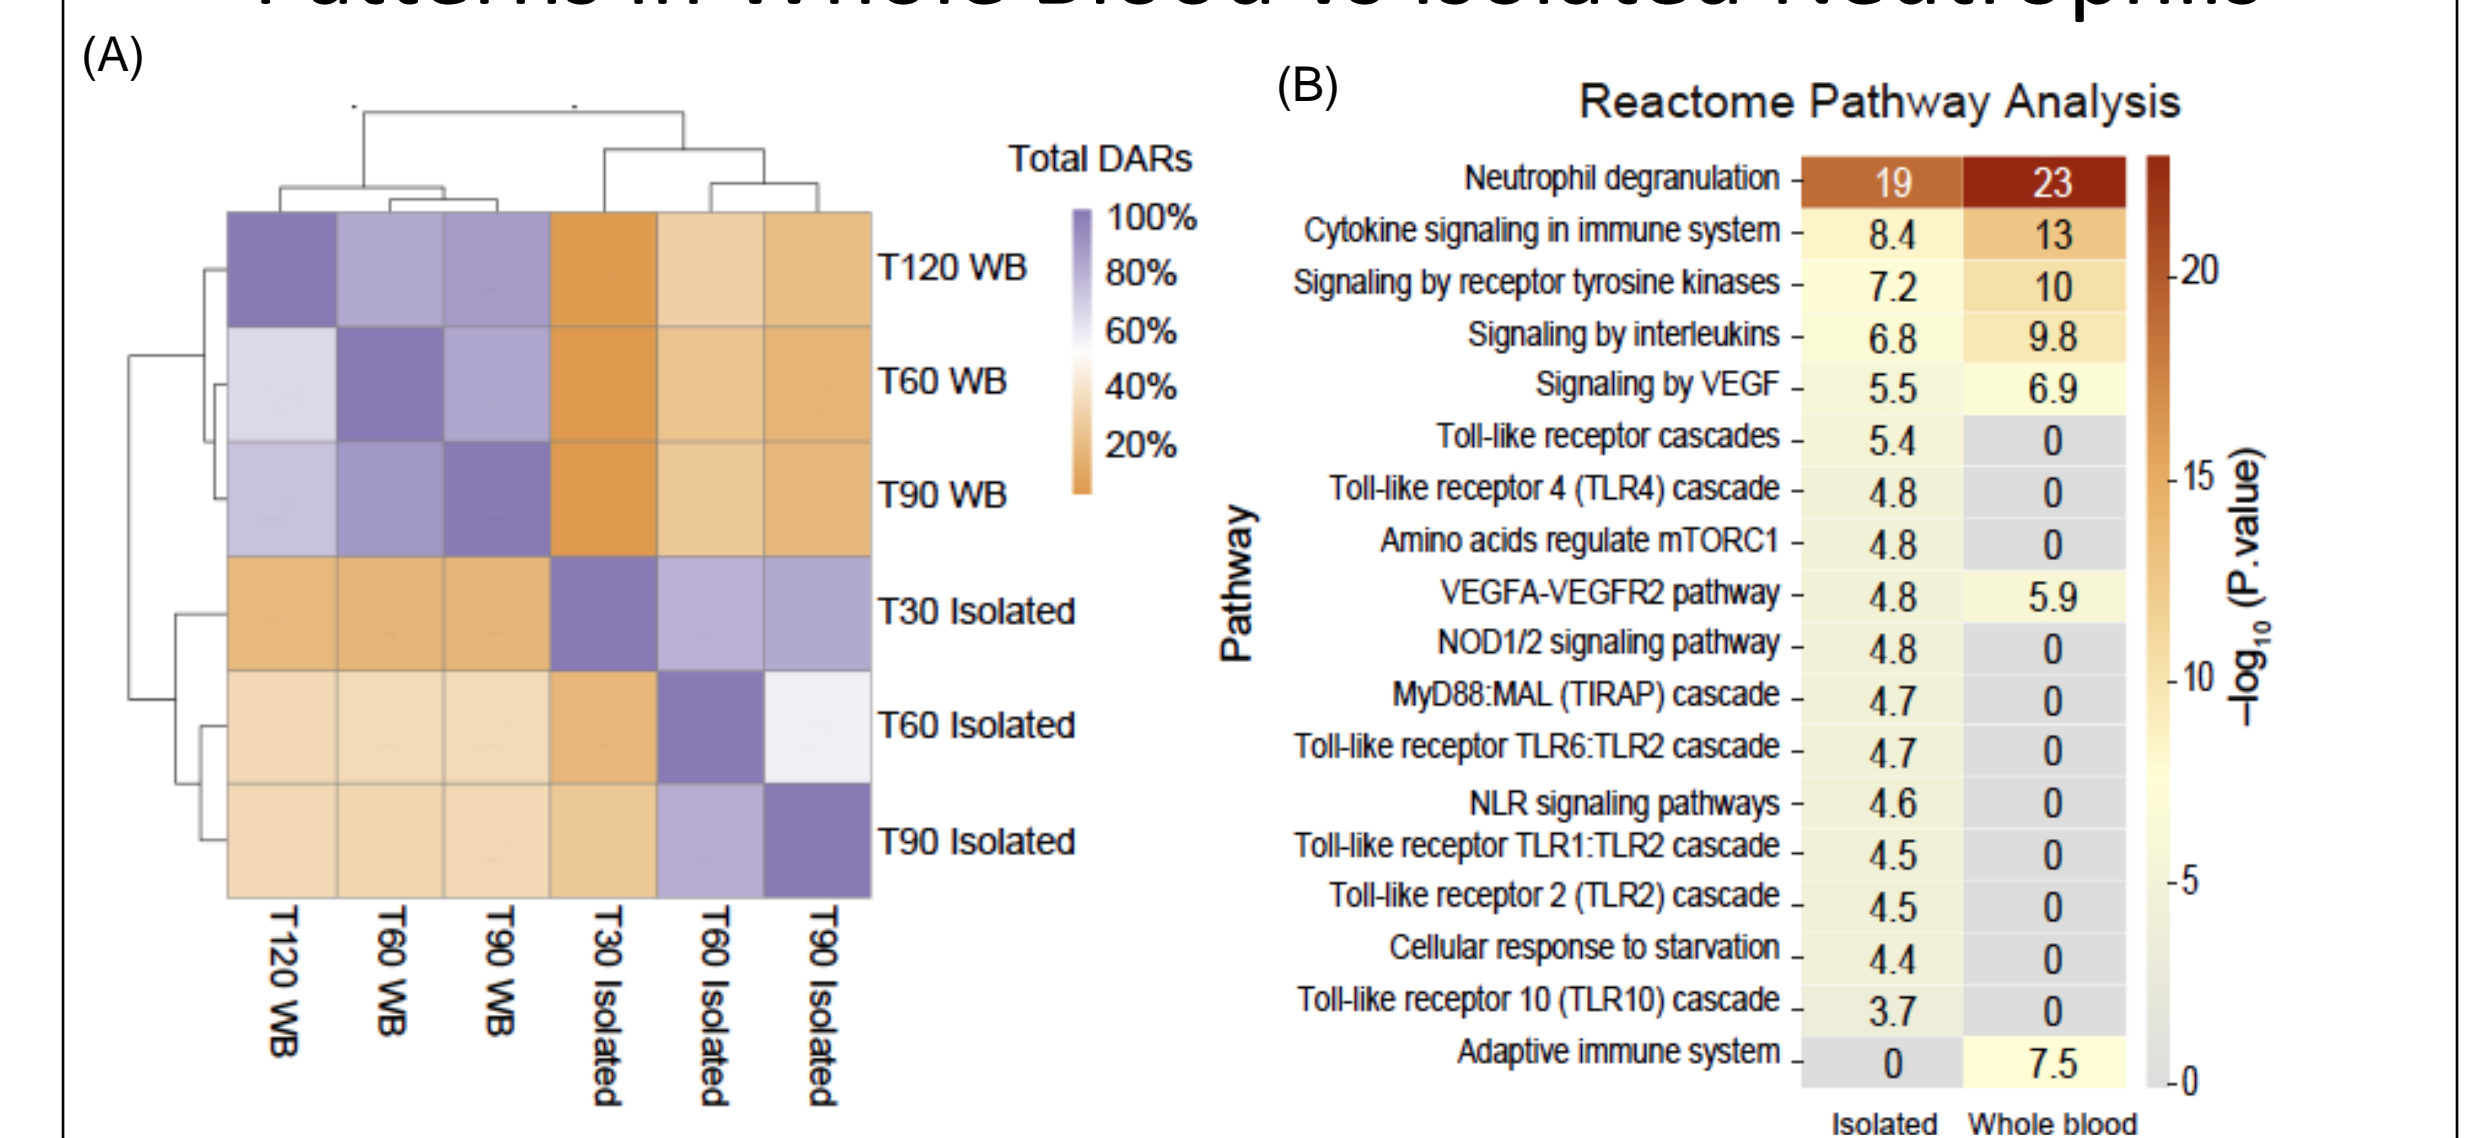 Patterns in Whole Blood vs Isolated Neutrophils
(A)
Total DARs
100%
80%
60%
40%
20%
T120 WB
T60 WB
T90 WB
T30 Isolated
T60 Isolated
T90 Isolated
T120 WB
T60 WB
T90 WB
T30 Isolated
T60 Isolated
T90 Isolated
(B)
Reactome Pathway Analysis
Pathway
Neutrophil degranulation 19 23
Cytokine signaling in immune system 8.4 13
Signaling by receptor tyrosine kinases 7.2 10
Signaling by interleukins 6.8 9.8
Signaling by VEGF 5.5 6.9
Toll-like receptor cascades 5.4 0
Toll-like receptor 4 (TLR4) cascade 4.8 0
Amino acids regulate mTORC1 4.8 0
VEGFA-VEGFR2 pathway 4.8 5.9
NOD1/2 signaling pathway 4.8 0
MyD88:MAL (TIRAP) cascade 4.7 0
Toll-like receptor TLR6:TLR2 cascade 4.7 0
NLR signaling pathways 4.6 0
Toll-like receptor TLR1:TLR2 cascade 4.5 0
Toll-like receptor 2 (TLR2) cascade 4.5 0
Cellular response to starvation 4.4 0
Toll-like receptor 10 (TLR10) cascade 3.7 0
Adaptive immune system 0 7.5
Isolated Whole blood
20
15
10
5
0
–log10 (P.value)